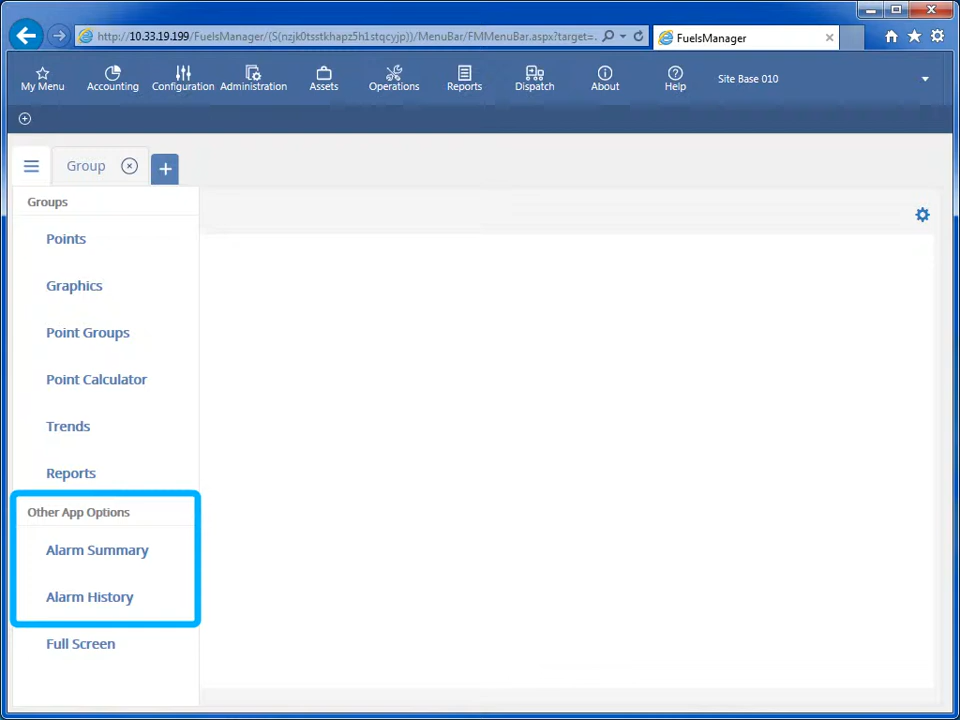 http://10.33.19.199/FuelsManager/(S(nzjk0tsstkhapz5h1stqcyjp))/MenuBar/FMMenuBar.aspx?target=.
FuelsManager
My Menu
Accounting
Configuration
Administration
Assets
Operations
Reports
Dispatch
About
Help
Site Base 010
Group
Groups
Points
Graphics
Point Groups
Point Calculator
Trends
Reports
Other App Options
Alarm Summary
Alarm History
Full Screen